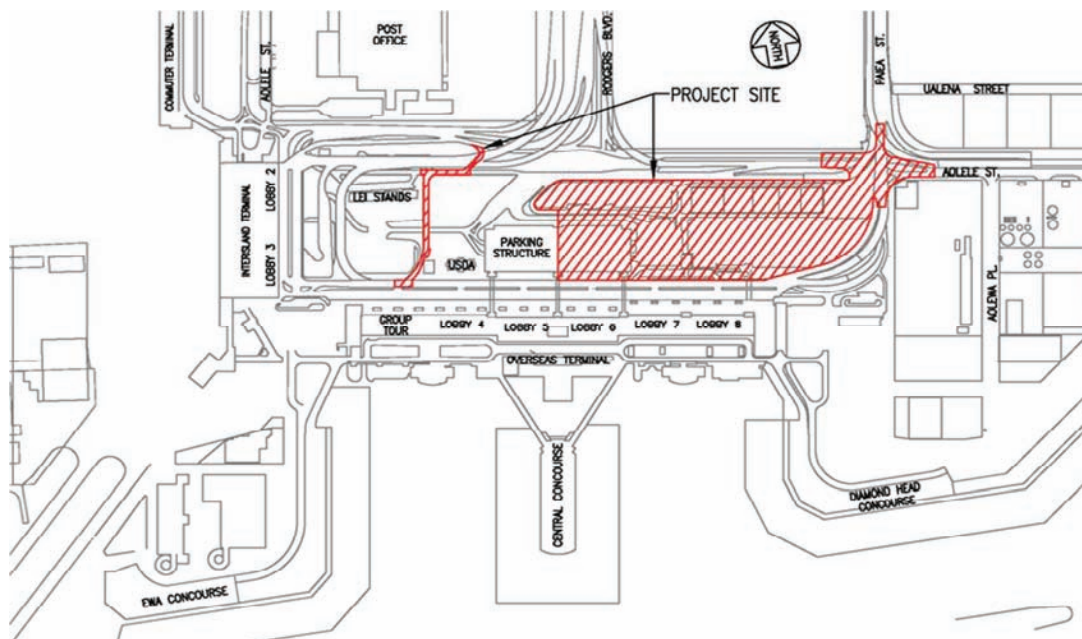 POST
OFFICE
COMMUTER TERMINAL
AOLELE ST.
RODGERS BLVD.
NORTH
PAIEA ST.
UALENA STREET
PROJECT SITE
AOLELE ST.
INTERISLAND TERMINAL
LOBBY 2
LOBBY 3
LEI STANDS
USDA
PARKING
STRUCTURE
AOLEWA PL.
GROUP
TOUR
LOBBY 4
LOBBY 5
LOBBY 6
LOBBY 7
LOBBY 8
OVERSEAS TERMINAL
CENTRAL CONCOURSE
DIAMOND HEAD
CONCOURSE
EWA CONCOURSE